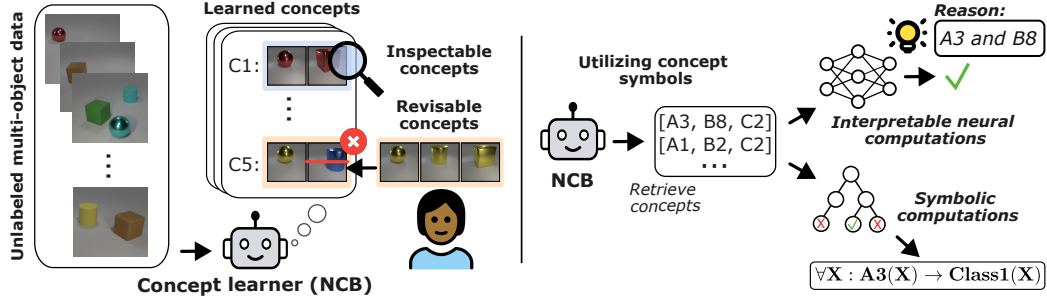 Unlabeled multi-object data
Learned concepts
C1:
Inspectable
concepts
Revisable
concepts
C5:
Concept learner (NCB)
Utilizing concept
symbols
NCB
Retrieve
concepts
[A3, B8, C2]
[A1, B2, C2]
...
Reason:
A3 and B8
Interpretable neural
computations
X
X
Symbolic
computations
∀X : A3(X) → Class1(X)